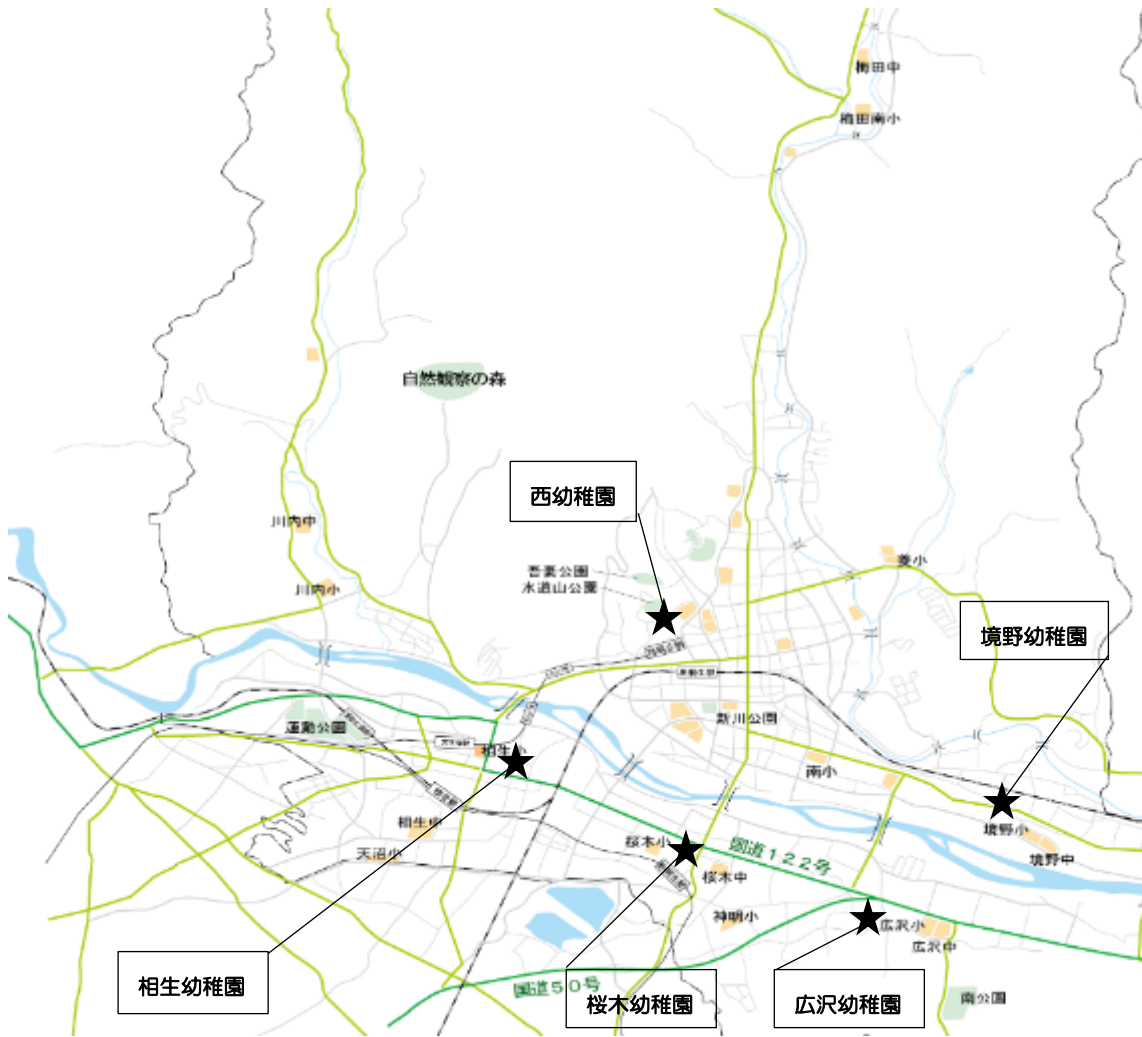 梅田中
梅田南小
自然観察の森
西幼稚園
川内中
菱小
吾妻公園
水道山公園
川内小
境野幼稚園
西桐生駅
新川公園
運動公園
相生小
南小
境野小
相生中
天沼小
桜木小
国道122号
境野中
桜木中
神明小
広沢小
広沢中
相生幼稚園
国道50号
桜木幼稚園
広沢幼稚園
南公園